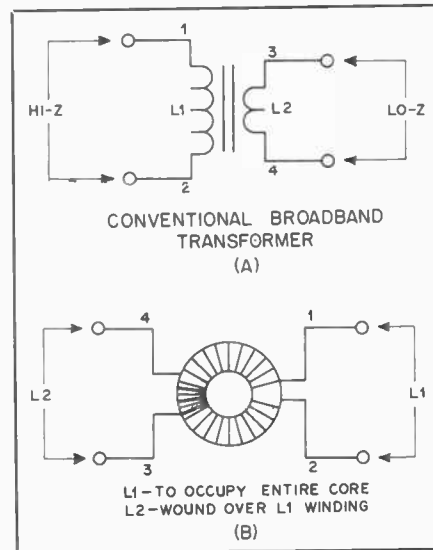 1
3
HI-Z
L1
L2
LO-Z
2
4
CONVENTIONAL BROADBAND
TRANSFORMER
(A)
4
1
L2
L1
3
2
L1-TO OCCUPY ENTIRE CORE
L2-WOUND OVER L1 WINDING
(B)